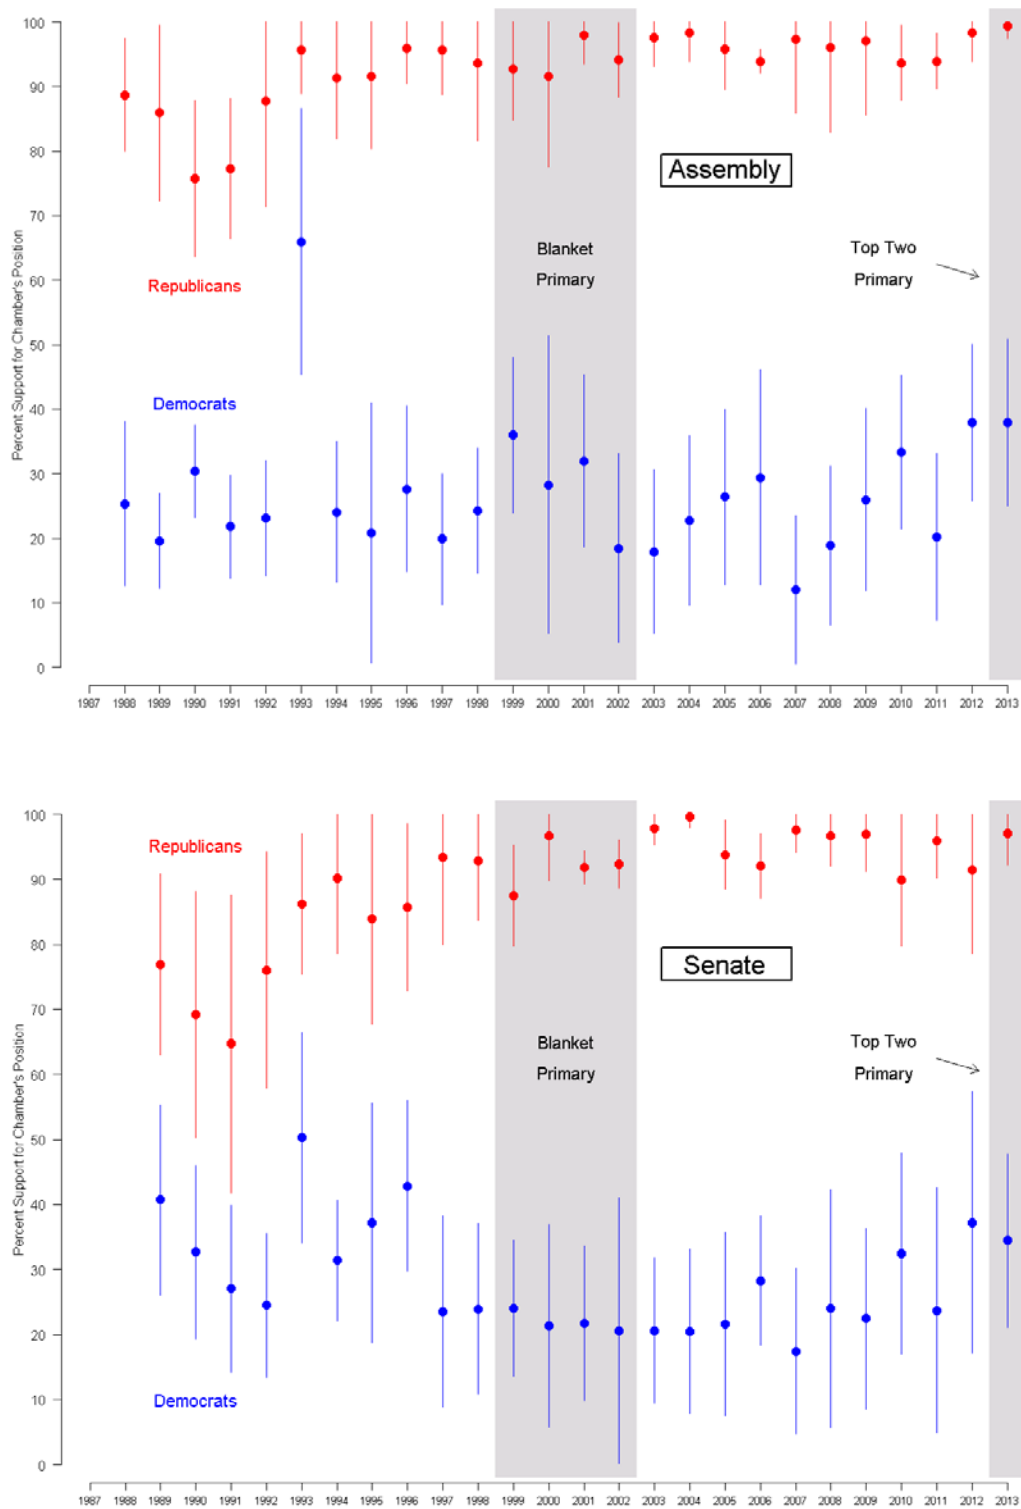 100
90
80
70
60
50
40
30
20
10
0
Percent Support for Chamber's Position
Assembly
Blanket
Primary
Top Two
Primary
Republicans
Democrats
1987 1988 1989 1990 1991 1992 1993 1994 1995 1996 1997 1998 1999 2000 2001 2002 2003 2004 2005 2006 2007 2008 2009 2010 2011 2012 2013
100
90
80
70
60
50
40
30
20
10
0
Percent Support for Chamber's Position
Republicans
Senate
Blanket
Primary
Top Two
Primary
Democrats
1987 1988 1989 1990 1991 1992 1993 1994 1995 1996 1997 1998 1999 2000 2001 2002 2003 2004 2005 2006 2007 2008 2009 2010 2011 2012 2013